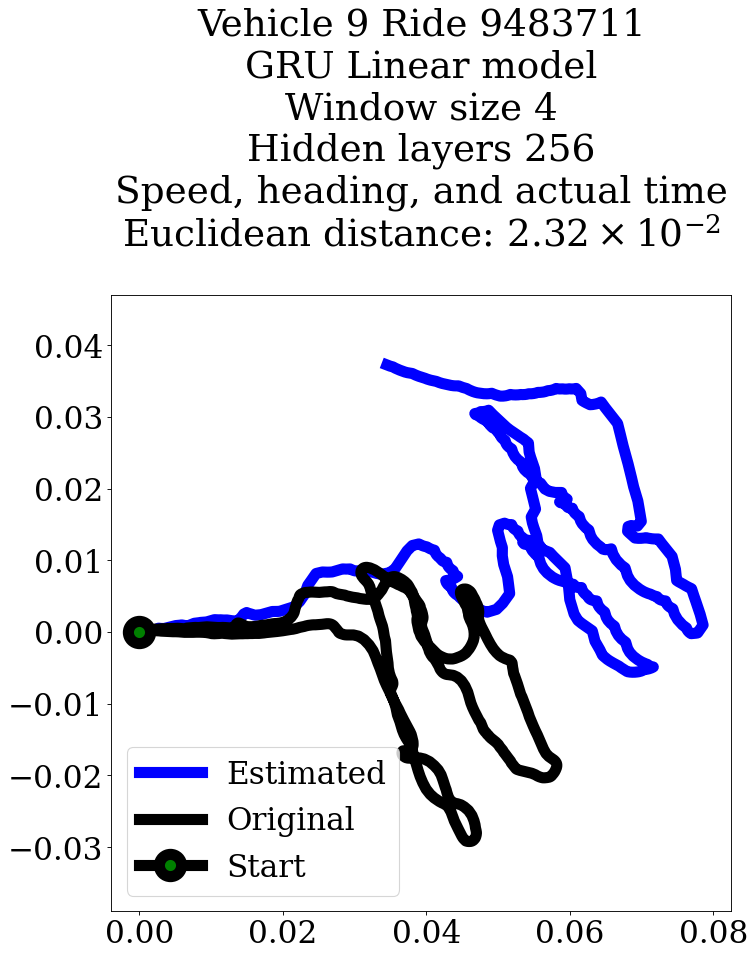 Vehicle 9 Ride 9483711
GRU Linear model
Window size 4
Hidden layers 256
Speed, heading, and actual time
Euclidean distance: 2.32 × 10⁻²
0.04
0.03
0.02
0.01
0.00
−0.01
−0.02
−0.03
Estimated
Original
Start
0.00 0.02 0.04 0.06 0.08